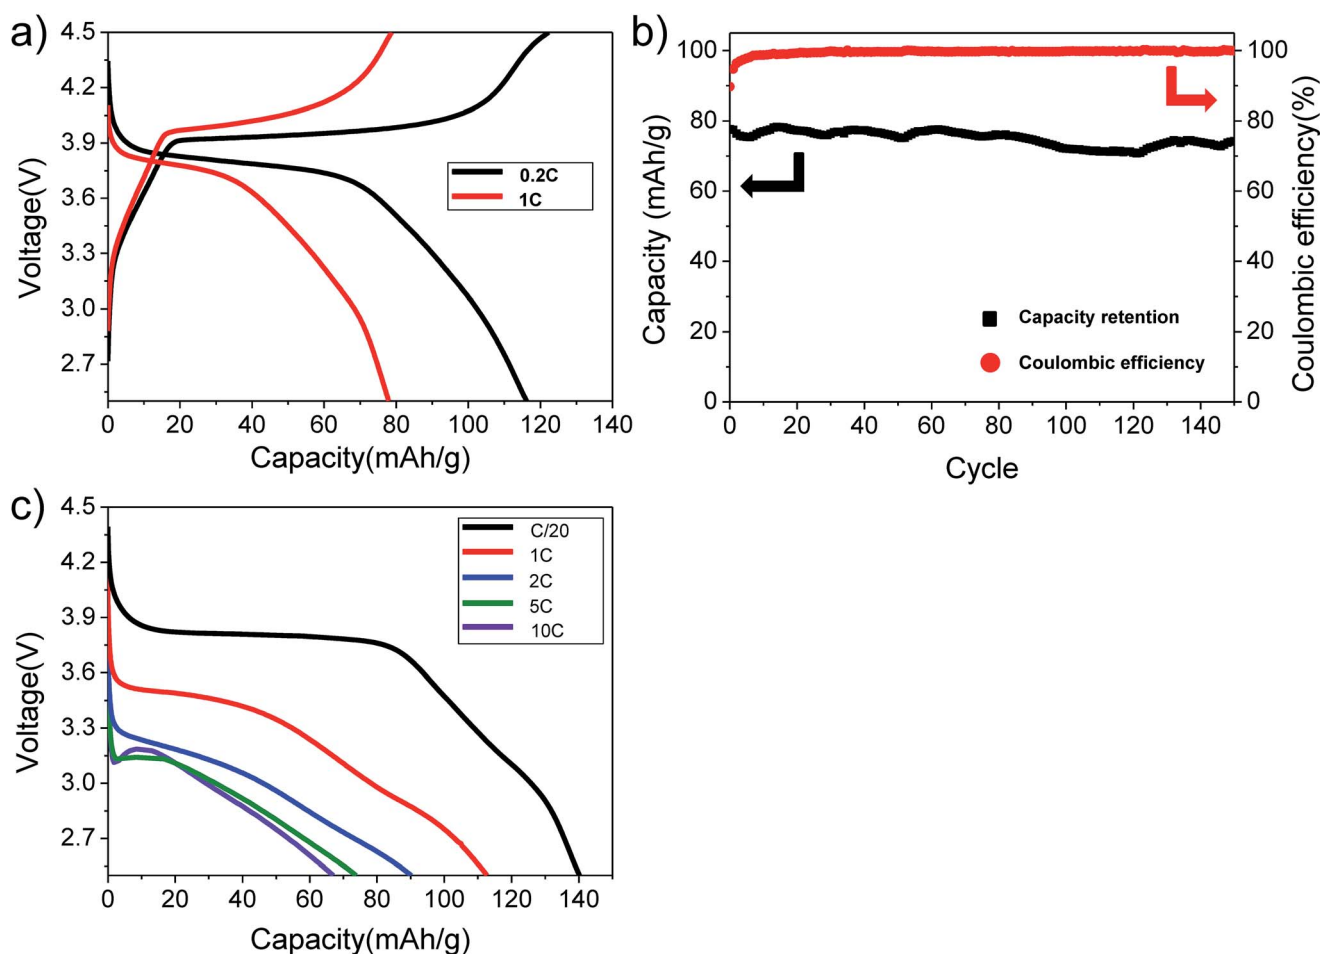 a)
4.5
4.2
3.9
3.6
3.3
3.0
2.7
Voltage(V)
0 20 40 60 80 100 120 140
Capacity(mAh/g)
0.2C
1C
b)
100
80
60
40
20
0
Capacity (mAh/g)
0 20 40 60 80 100 120 150
Cycle
100
80
60
40
20
0
Coulombic efficiency(%)
Capacity retention
Coulombic efficiency
c)
4.5
4.2
3.9
3.6
3.3
3.0
2.7
Voltage(V)
0 20 40 60 80 100 120 140
Capacity(mAh/g)
C/20
1C
2C
5C
10C